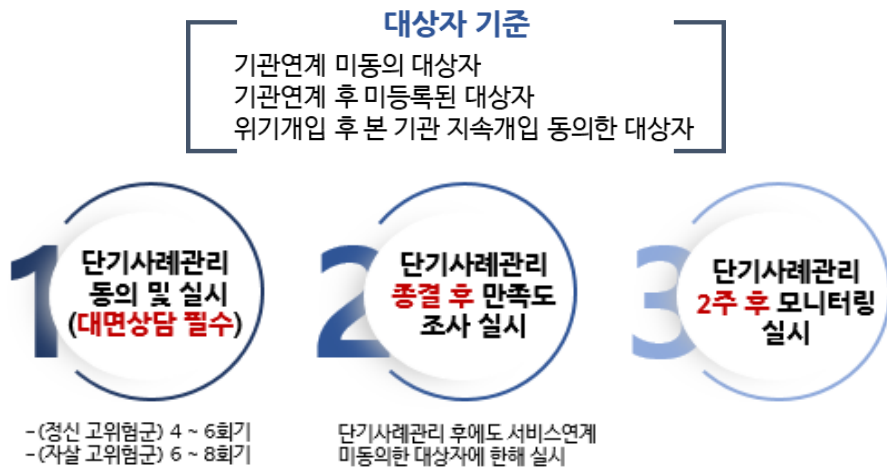 대상자 기준
기관연계 미동의 대상자
기관연계 후 미등록된 대상자
위기개입 후 본 기관 지속개입 동의한 대상자
1
단기사례관리
동의 및 실시
(대면상담 필수)
-(정신 고위험군) 4 ~ 6회기
-(자살 고위험군) 6 ~ 8회기
2
단기사례관리
종결 후 만족도
조사 실시
단기사례관리 후에도 서비스연계
미동의한 대상자에 한해 실시
3
단기사례관리
2주 후 모니터링
실시